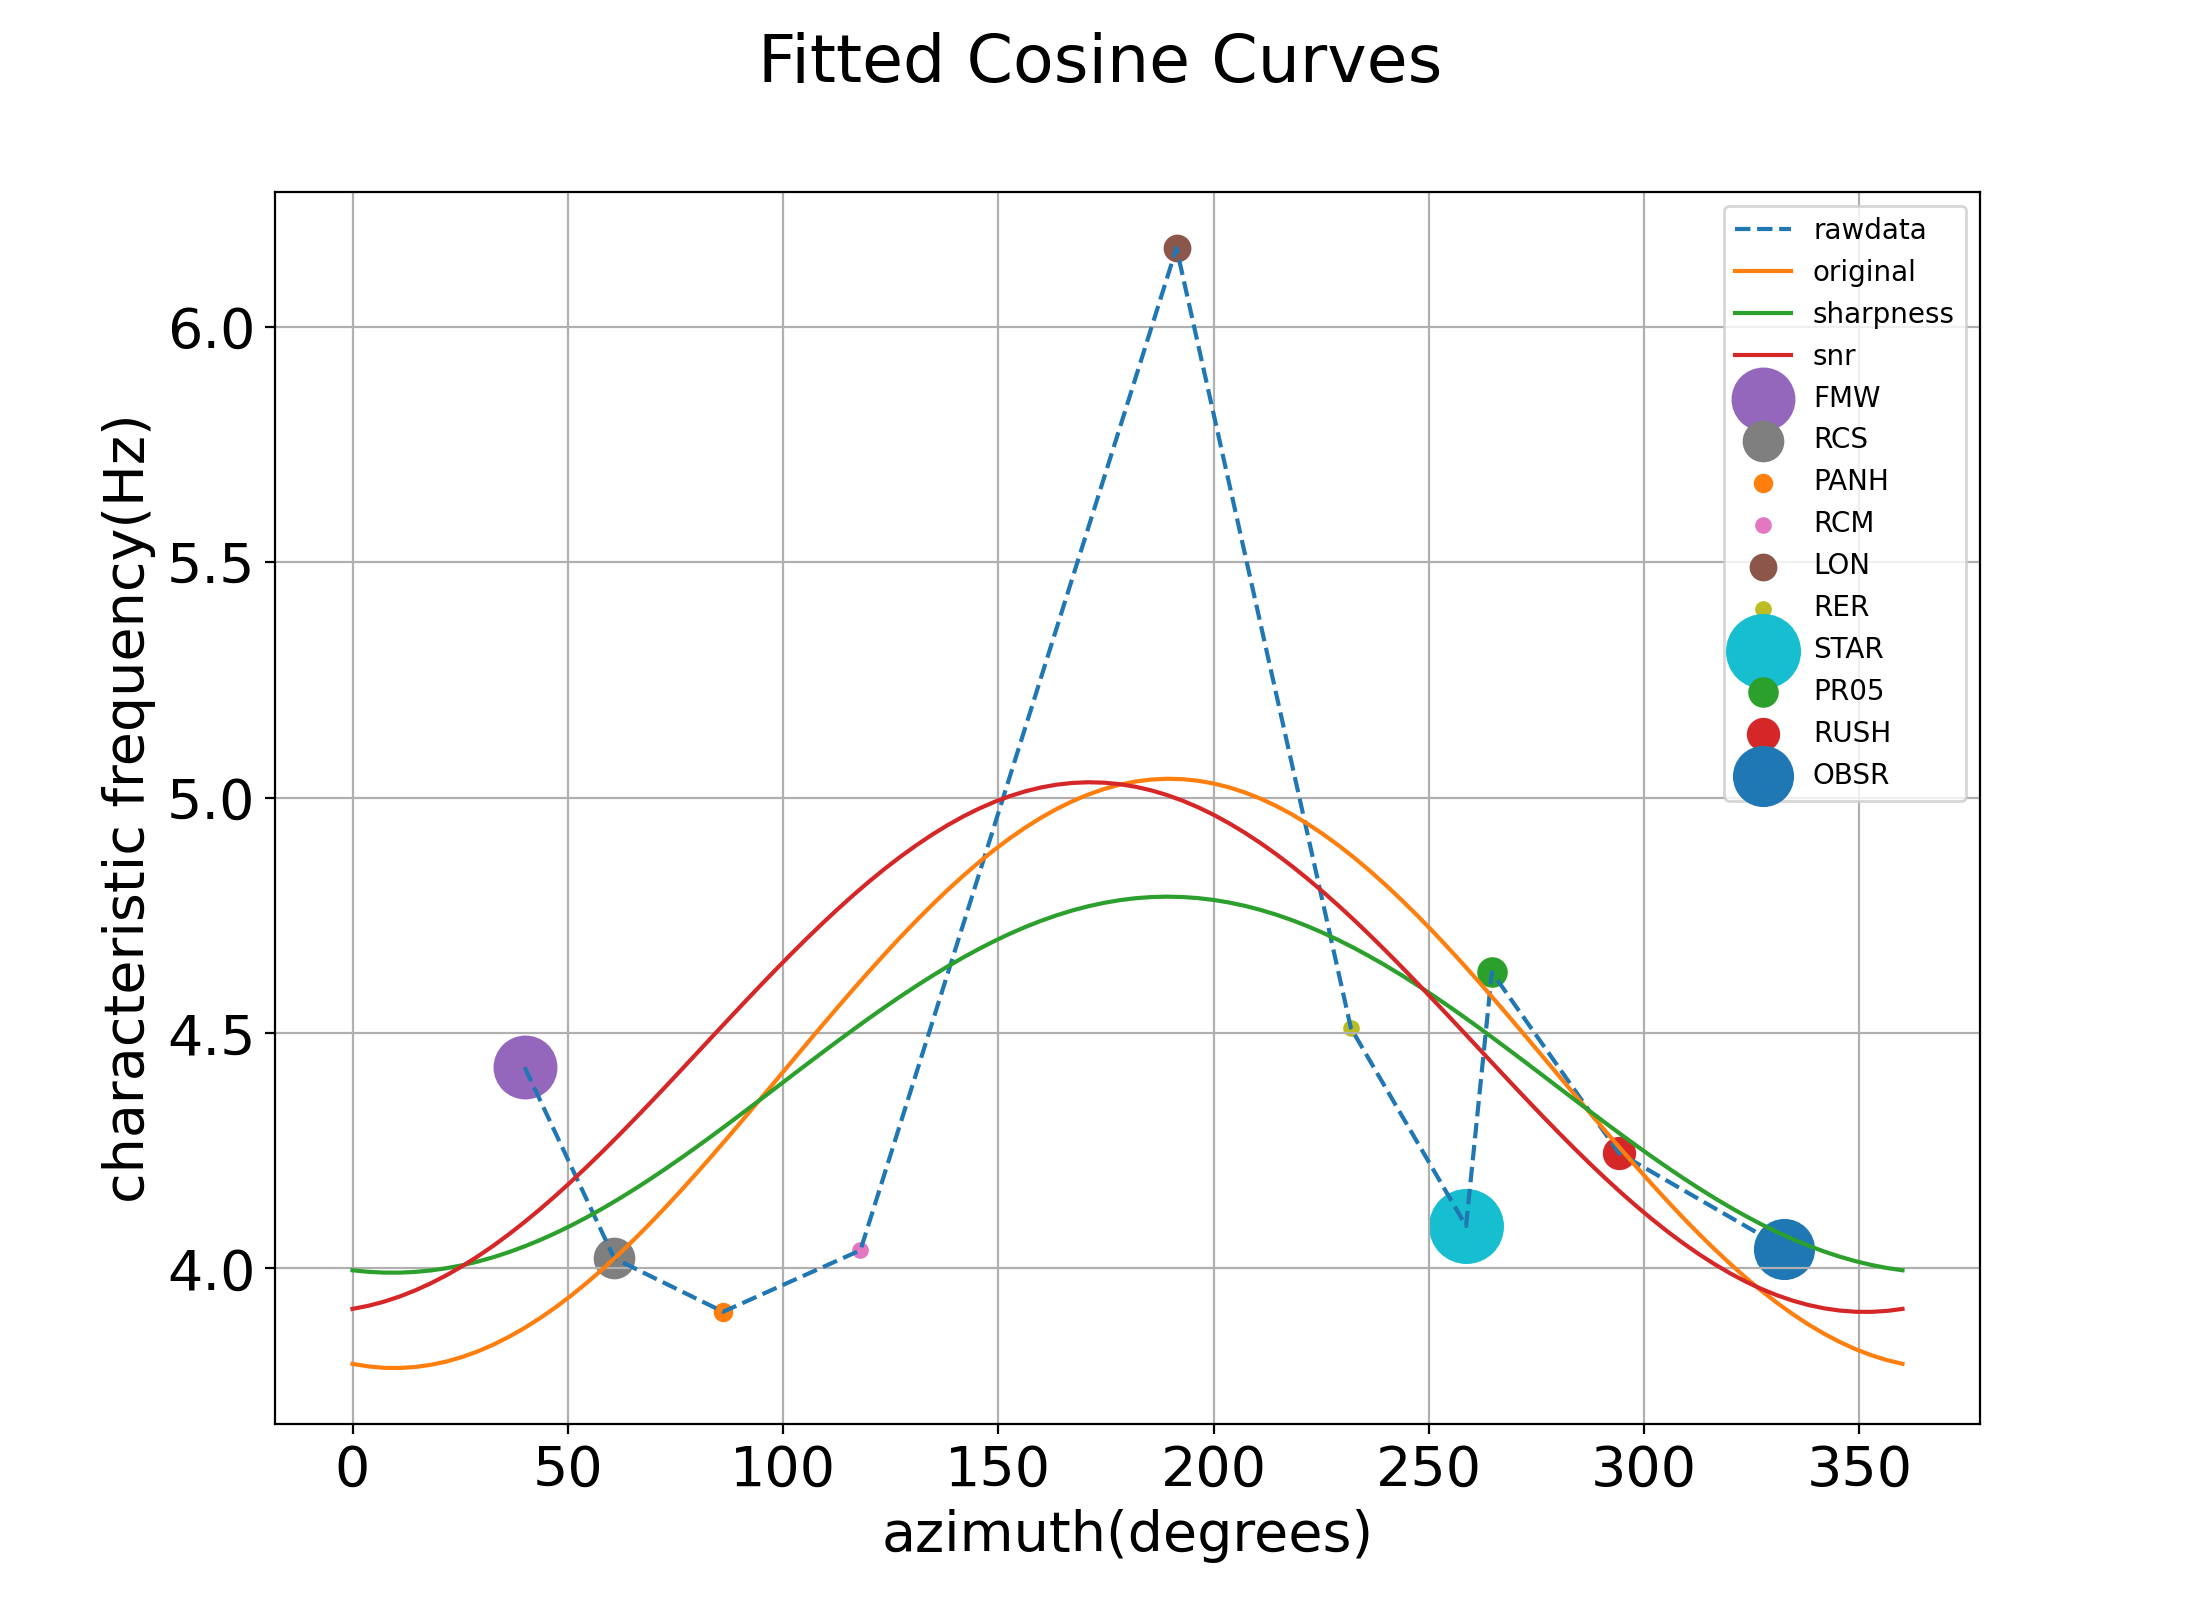 Fitted Cosine Curves
characteristic frequency(Hz)
6.0
5.5
5.0
4.5
4.0
0 50 100 150 200 250 300 350
azimuth(degrees)
rawdata
original
sharpness
snr
FMW
RCS
PANH
RCM
LON
RER
STAR
PR05
RUSH
OBSR